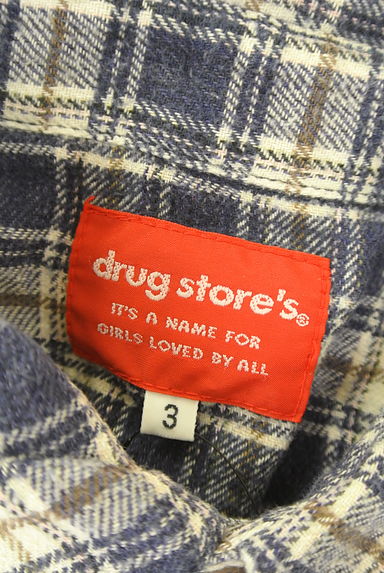 drug store's®
IT'S A NAME FOR
GIRLS LOVED BY ALL
3